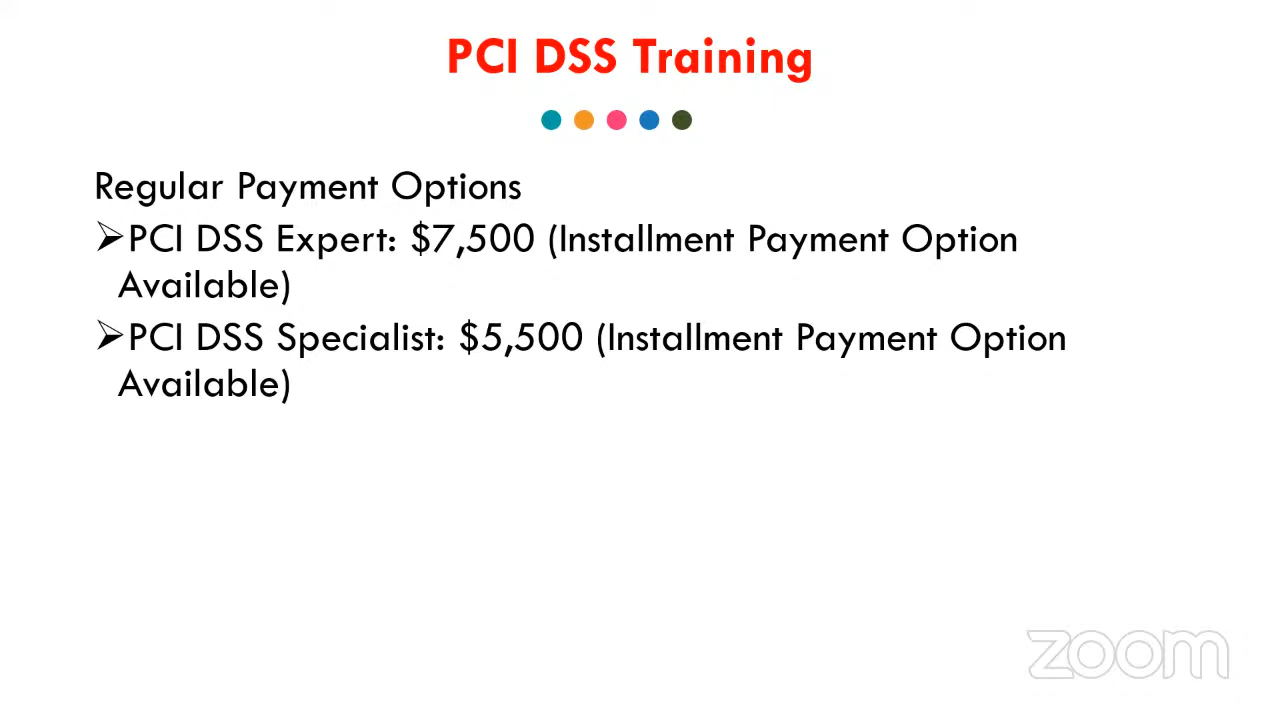 PCI DSS Training
Regular Payment Options
➢PCI DSS Expert: $7,500 (Installment Payment Option
Available)
➢PCI DSS Specialist: $5,500 (Installment Payment Option
Available)
zoom